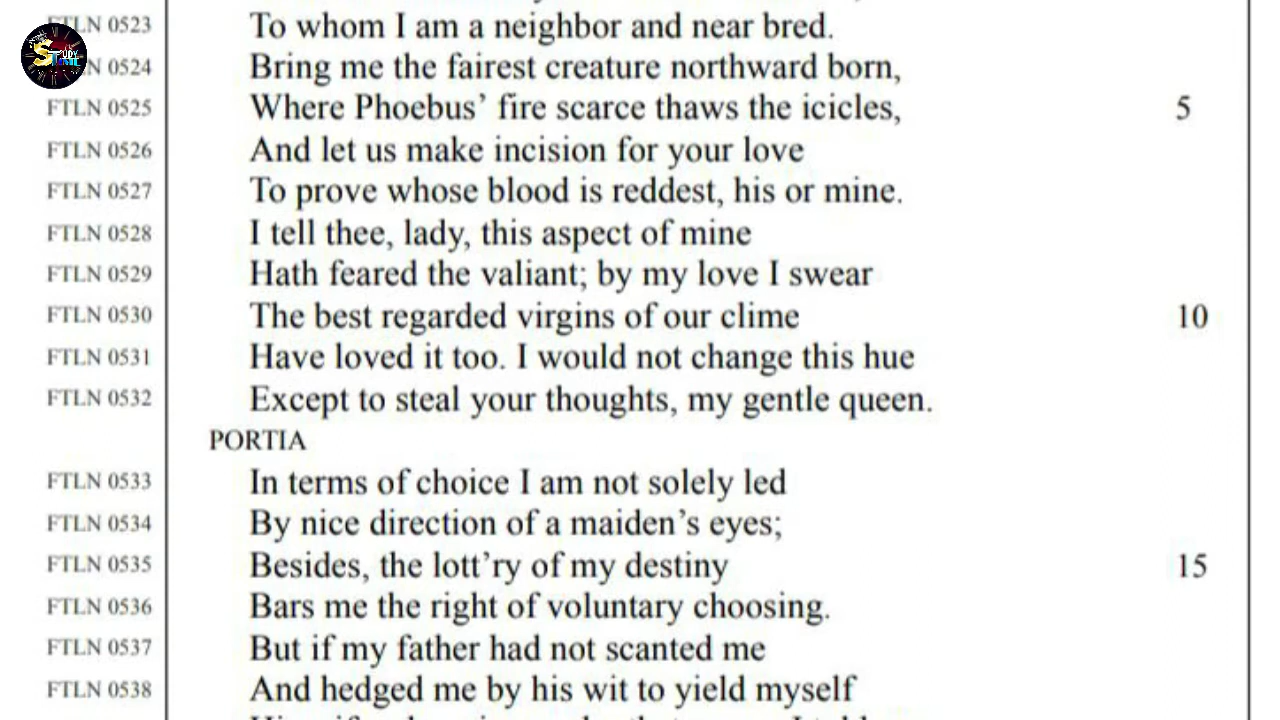 FTLN 0523 To whom I am a neighbor and near bred.
N 0524 Bring me the fairest creature northward born,
FTLN 0525 Where Phoebus’ fire scarce thaws the icicles, 5
FTLN 0526 And let us make incision for your love
FTLN 0527 To prove whose blood is reddest, his or mine.
FTLN 0528 I tell thee, lady, this aspect of mine
FTLN 0529 Hath feared the valiant; by my love I swear
FTLN 0530 The best regarded virgins of our clime 10
FTLN 0531 Have loved it too. I would not change this hue
FTLN 0532 Except to steal your thoughts, my gentle queen.
PORTIA
FTLN 0533 In terms of choice I am not solely led
FTLN 0534 By nice direction of a maiden’s eyes;
FTLN 0535 Besides, the lott’ry of my destiny 15
FTLN 0536 Bars me the right of voluntary choosing.
FTLN 0537 But if my father had not scanted me
FTLN 0538 And hedged me by his wit to yield myself